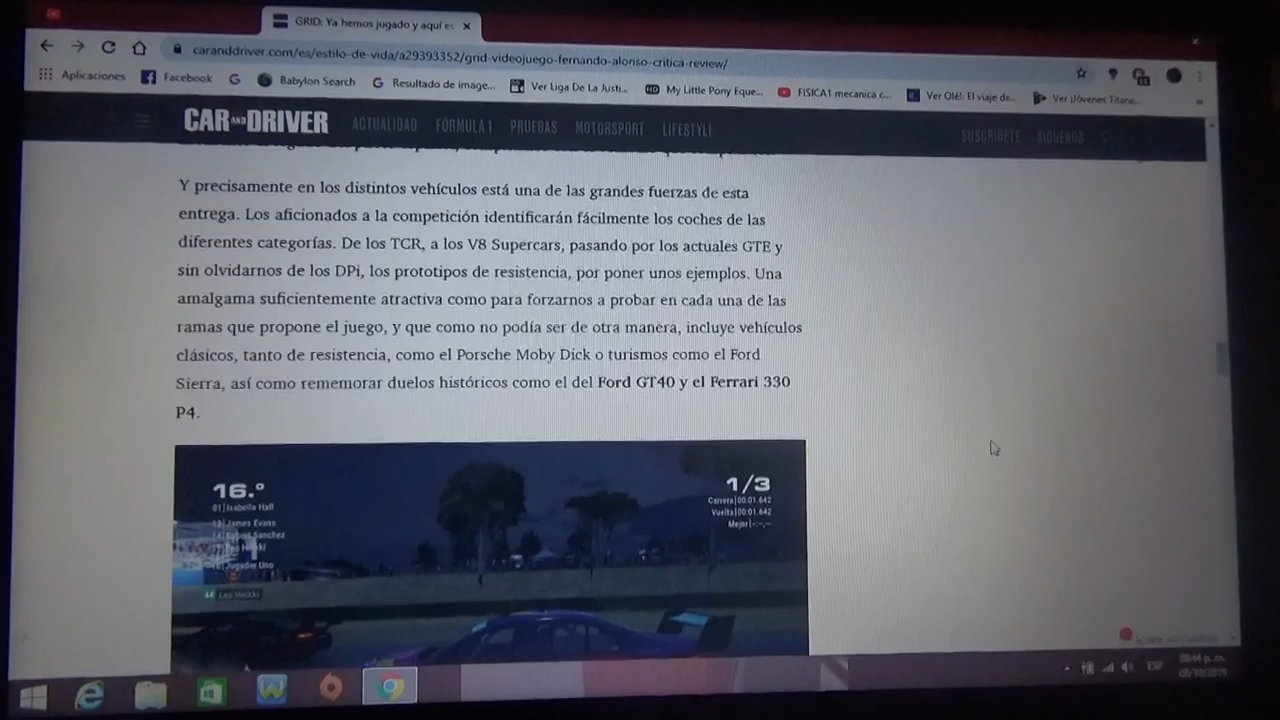 GRID: Ya hemos jugado y aquí es
caranddriver.com/es/estilo-de-vida/a29393352/grid-videojuego-fernando-alonso-critica-review/
Aplicaciones Facebook Babylon Search Resultado de image... Ver Liga De La Justi... My Little Pony Eque... FISICA1 mecanica c... Ver Olé!: El viaje de... Ver ¡Jóvenes Titane...
CAR AND DRIVER ACTUALIDAD FÓRMULA 1 PRUEBAS MOTORSPORT LIFESTYLE SUSCRÍBETE SÍGUENOS
Y precisamente en los distintos vehículos está una de las grandes fuerzas de esta
entrega. Los aficionados a la competición identificarán fácilmente los coches de las
diferentes categorías. De los TCR, a los V8 Supercars, pasando por los actuales GTE y
sin olvidarnos de los DPi, los prototipos de resistencia, por poner unos ejemplos. Una
amalgama suficientemente atractiva como para forzarnos a probar en cada una de las
ramas que propone el juego, y que como no podía ser de otra manera, incluye vehículos
clásicos, tanto de resistencia, como el Porsche Moby Dick o turismos como el Ford
Sierra, así como rememorar duelos históricos como el del Ford GT40 y el Ferrari 330
P4.
16.º 1/3
01|Isabella Hall Carrera|00:01.642
James Evans Vuelta|00:01.642
Sanchez Mejor|--:--.--
Jugador Uno
44
ESP